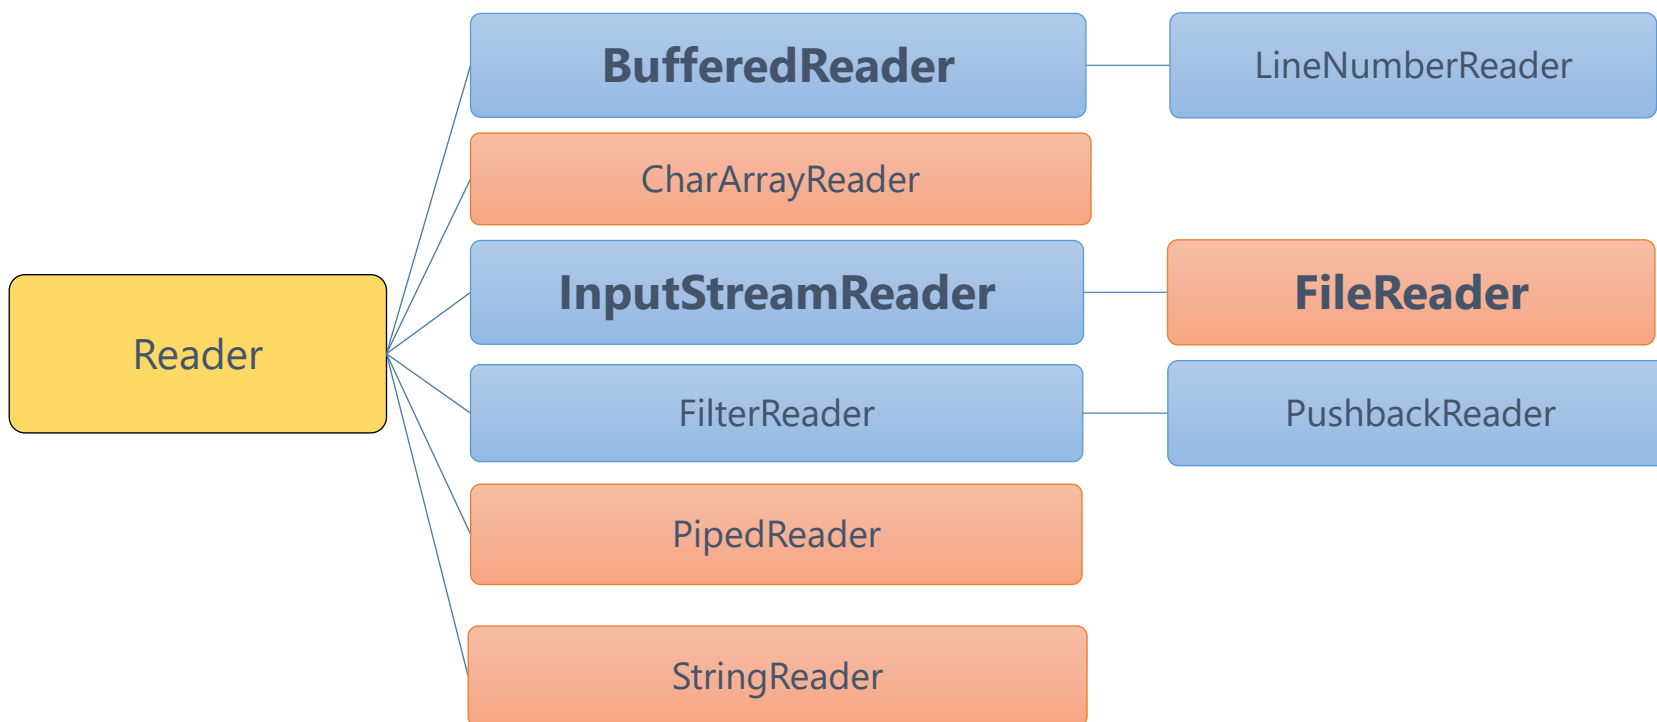 Reader
BufferedReader
LineNumberReader
CharArrayReader
InputStreamReader
FileReader
FilterReader
PushbackReader
PipedReader
StringReader